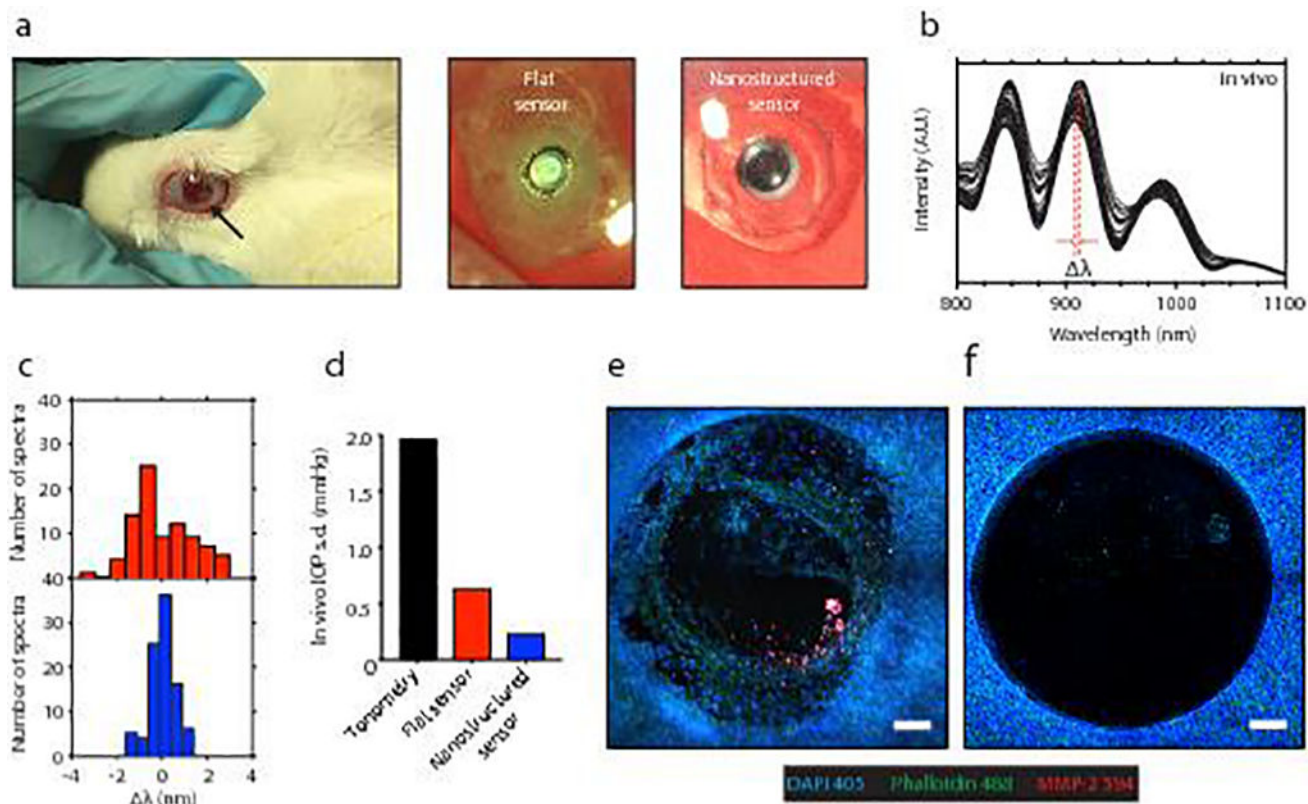 a
Flat
sensor
Nanostructured
sensor
b
In vivo
Intensity (A.U.)
Δλ
800
900
1000
1100
Wavelength (nm)
c
40
30
20
10
40
30
20
10
0
Number of spectra
Number of spectra
-4
-2
0
2
4
Δλ (nm)
d
In vivo IOP s.d. (mmHg)
2.0
1.5
1.0
0.5
0
Tonometry
Flat sensor
Nanostructured
sensor
e
f
DAPI 405 Phalloidin 488 MMP-2 594